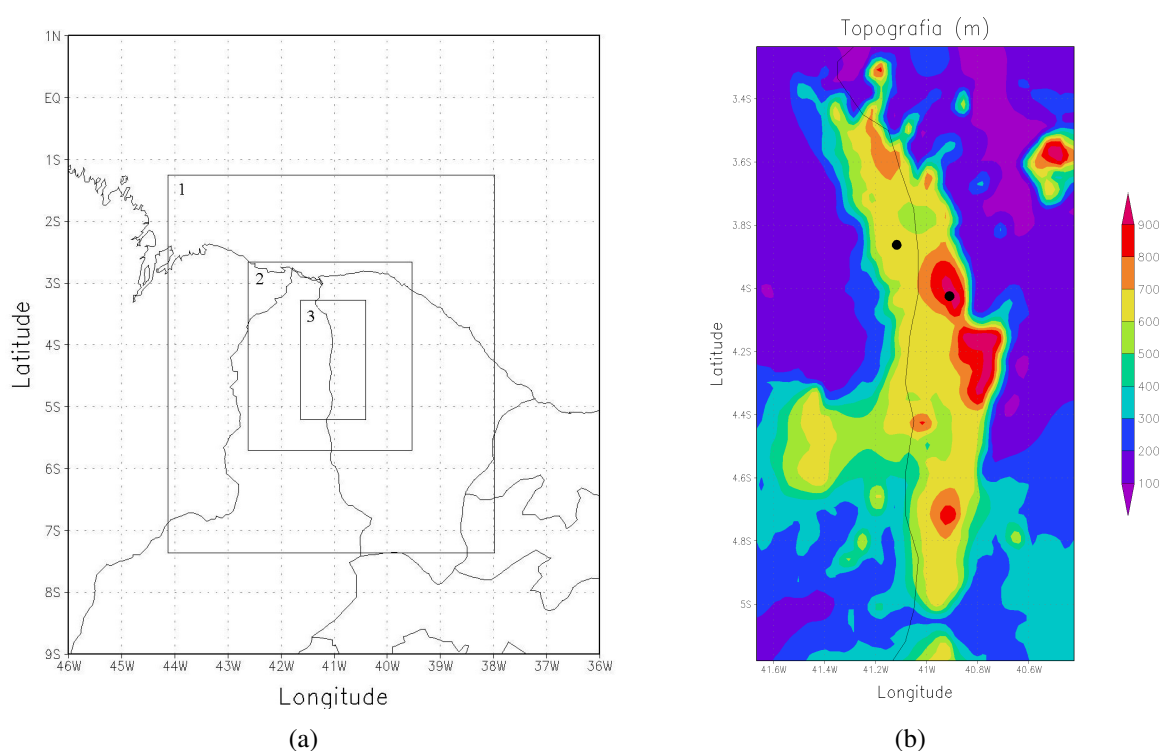 1N
EQ
1S
2S
3S
4S
5S
6S
7S
8S
9S
Latitude
1
2
3
46W 45W 44W 43W 42W 41W 40W 39W 38W 37W 36W
Longitude
(a)
Topografia (m)
3.4S
3.6S
3.8S
4S
4.2S
4.4S
4.6S
4.8S
5S
Latitude
41.6W 41.4W 41.2W 41W 40.8W 40.6W
Longitude
900
800
700
600
500
400
300
200
100
(b)